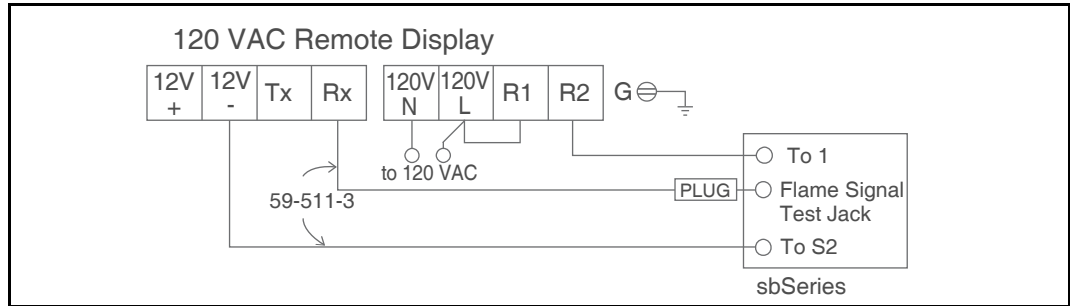 120 VAC Remote Display
12V + 12V - Tx Rx 120V N 120V L R1 R2 G
to 120 VAC
59-511-3
To 1
PLUG
Flame Signal
Test Jack
To S2
sbSeries